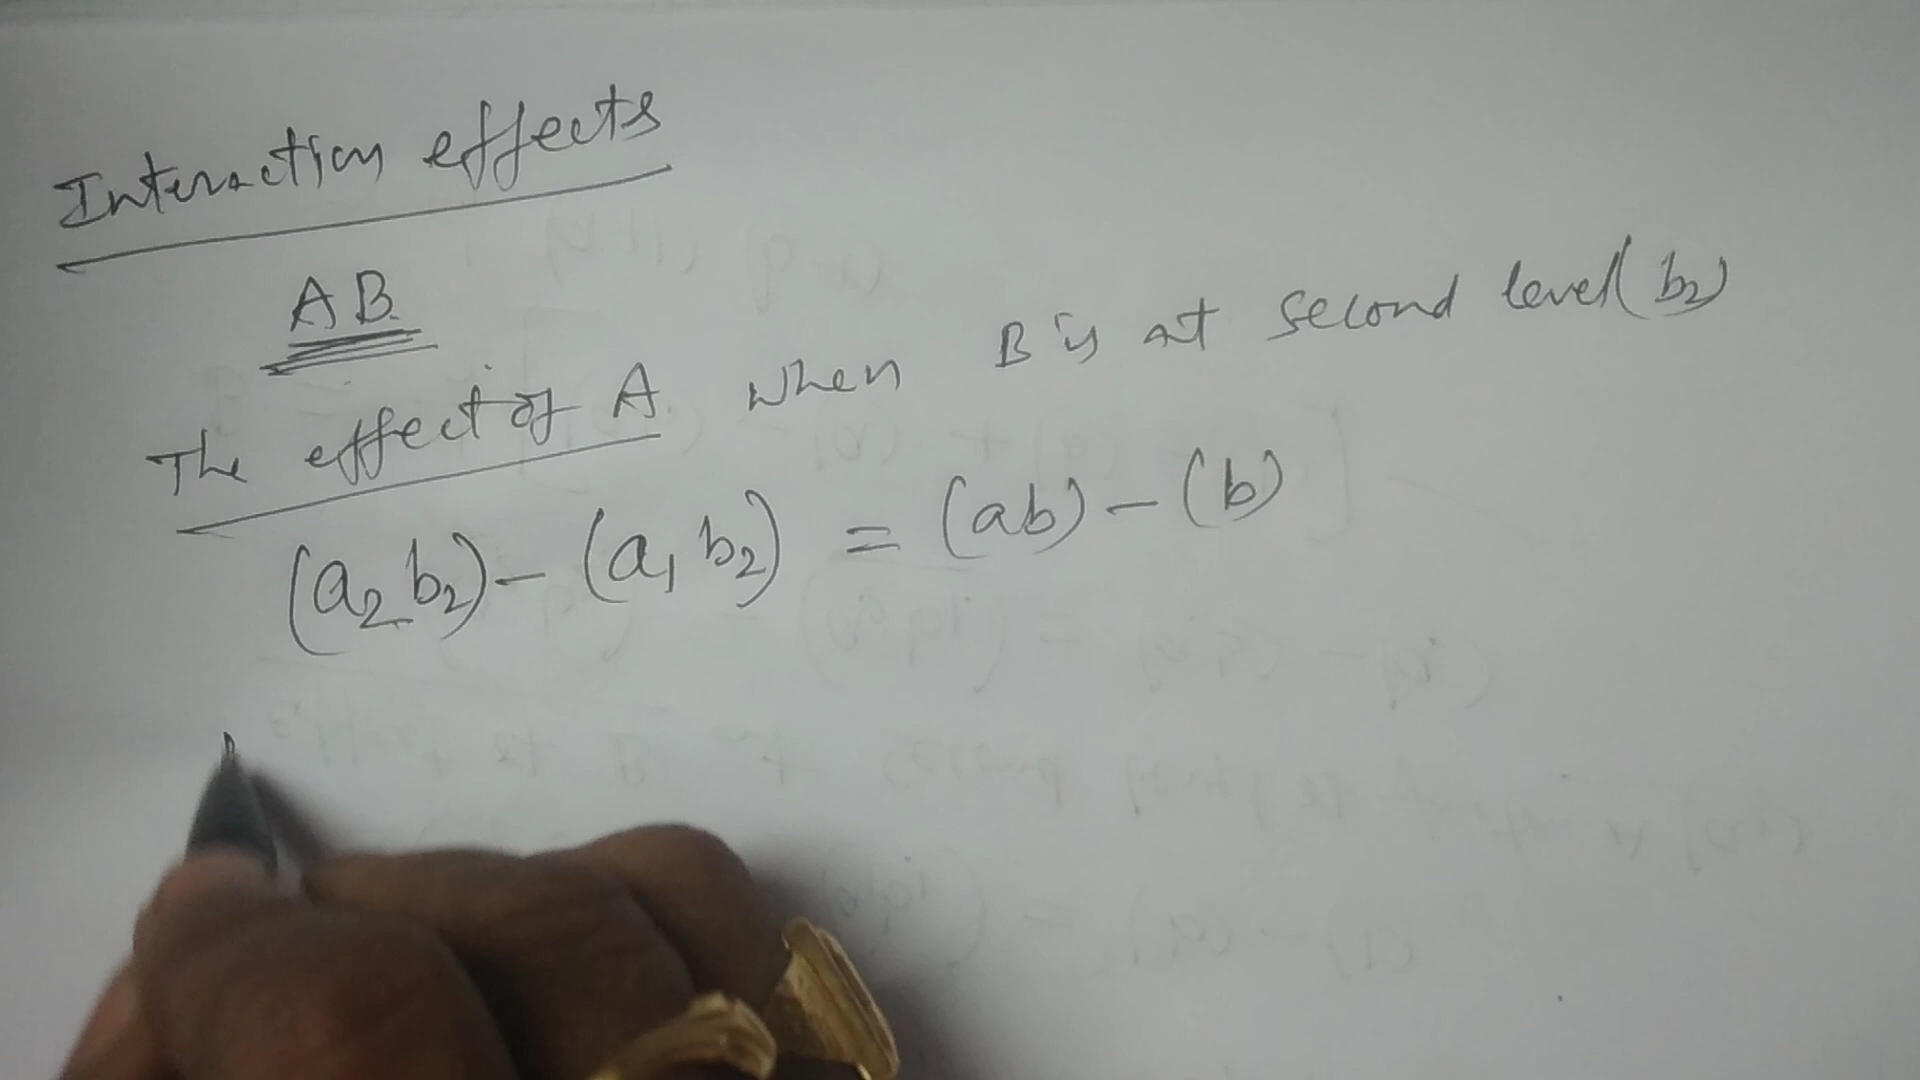 Interaction effects
AB
The effect of A when B is at second level (b₂)
(a₂ b₂) – (a₁ b₂) = (ab) – (b)